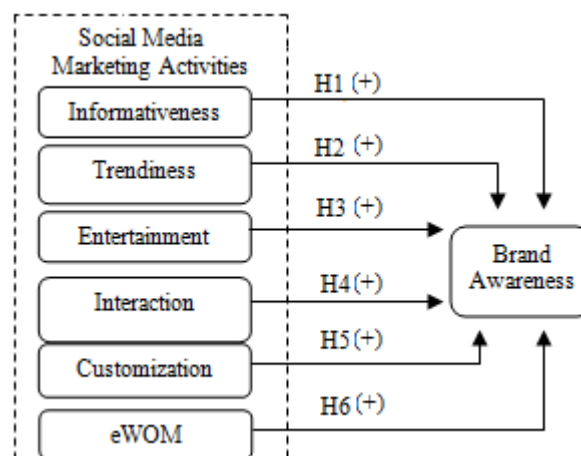 Social Media
Marketing Activities
Informativeness
H1 (+)
Trendiness
H2 (+)
Entertainment
H3 (+)
Brand
Awareness
Interaction
H4(+)
Customization
H5(+)
eWOM
H6(+)